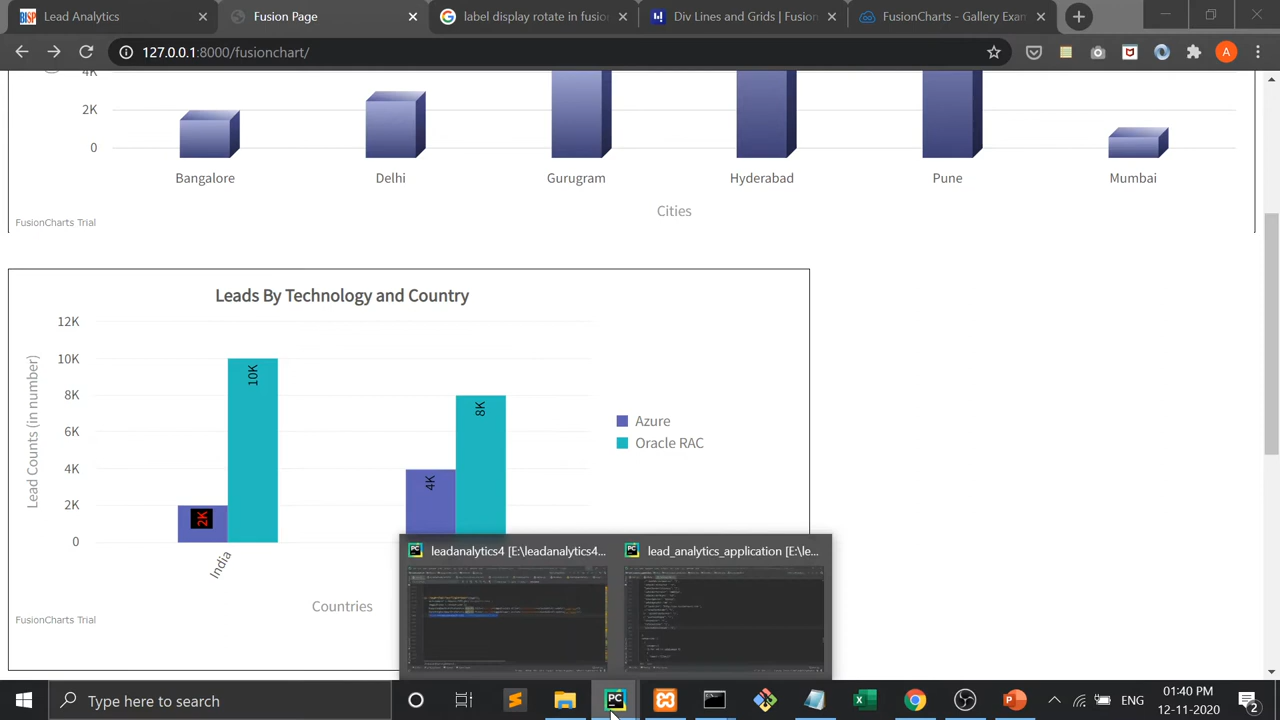 Lead Analytics
Fusion Page
label display rotate in fusio
Div Lines and Grids | Fusion
FusionCharts - Gallery Exam
127.0.0.1:8000/fusionchart/
A
4K
2K
0
Bangalore
Delhi
Gurugram
Hyderabad
Pune
Mumbai
Cities
FusionCharts Trial
Leads By Technology and Country
12K
10K
8K
6K
4K
2K
0
Lead Counts (in number)
2K
10K
4K
8K
India
Countries
Azure
Oracle RAC
FusionCharts Trial
leadanalytics4 [E:\leadanalytics4...
lead_analytics_application [E:\le...
Type here to search
ENG
01:40 PM
12-11-2020
2